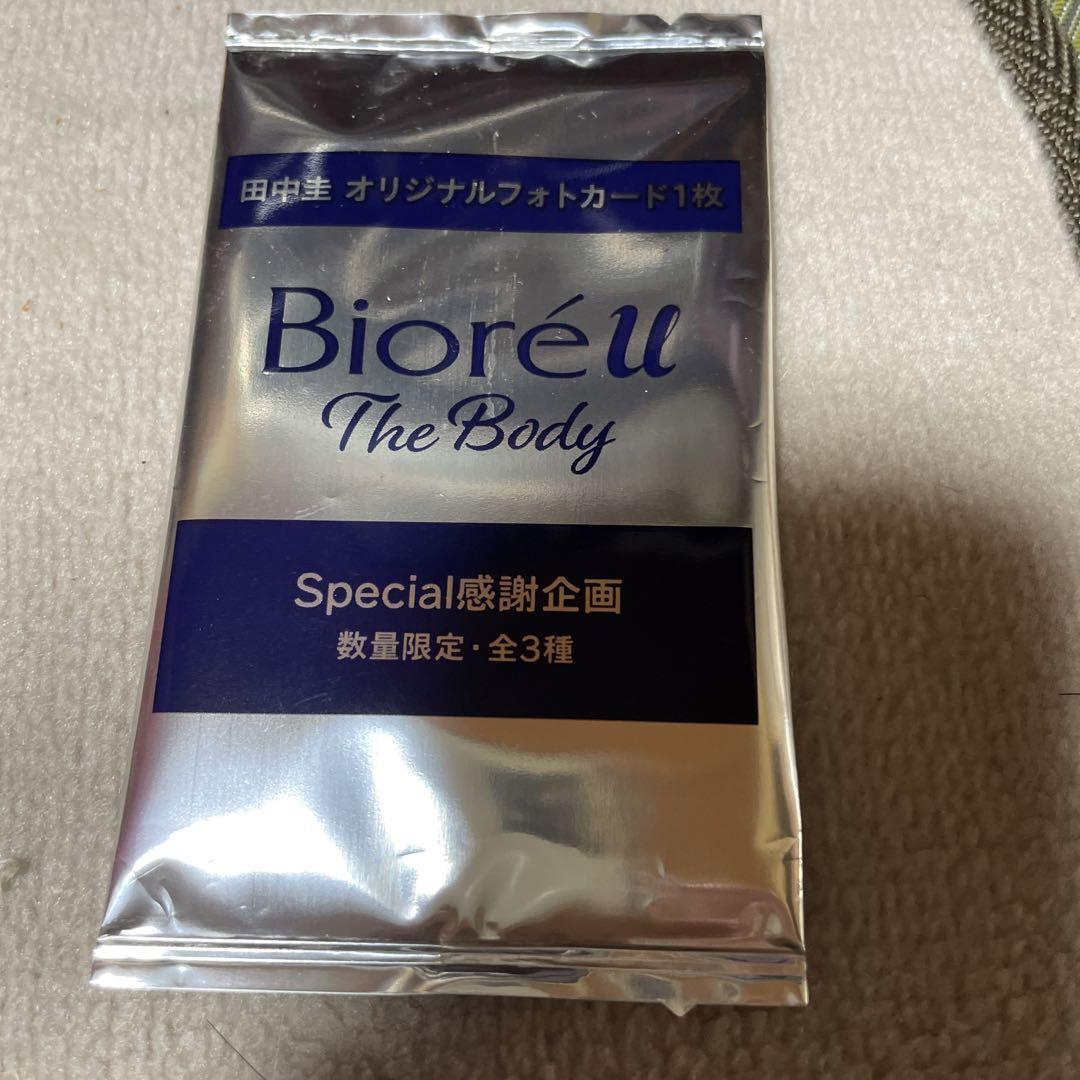 田中圭 オリジナルフォトカード1枚
Bioré u
The Body
Special感謝企画
数量限定・全3種